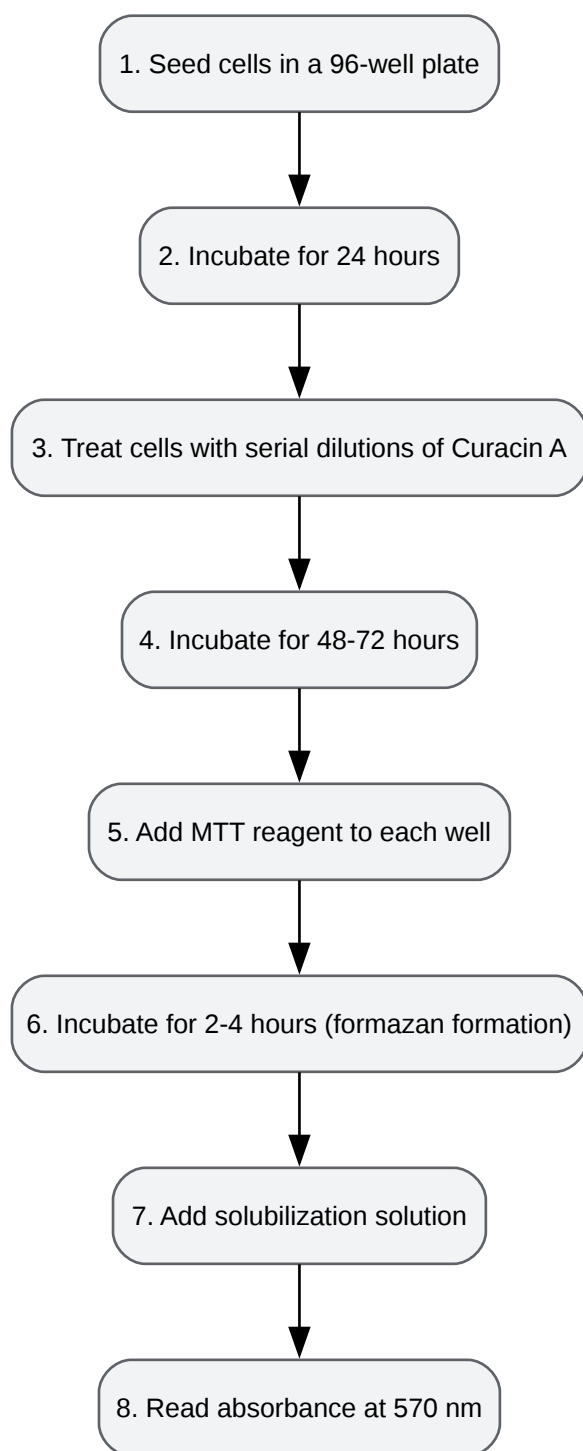 1. Seed cells in a 96-well plate
2. Incubate for 24 hours
3. Treat cells with serial dilutions of Curacin A
4. Incubate for 48-72 hours
5. Add MTT reagent to each well
6. Incubate for 2-4 hours (formazan formation)
7. Add solubilization solution
8. Read absorbance at 570 nm